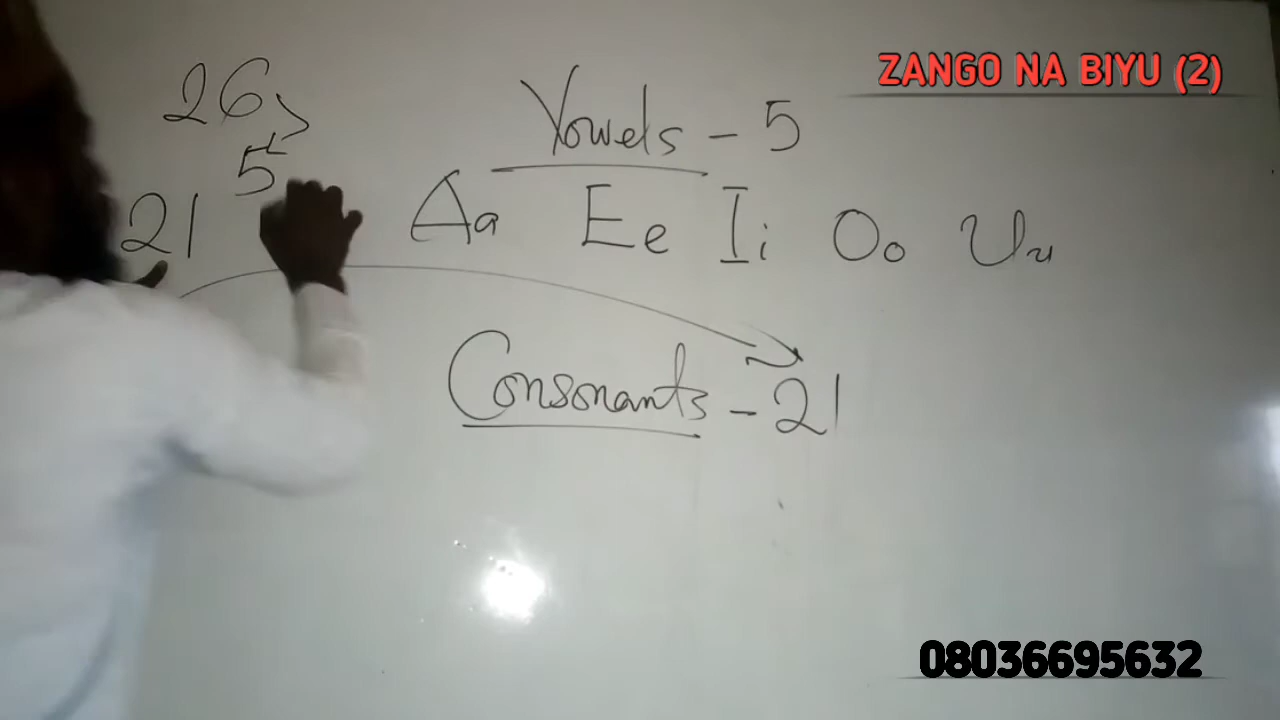 ZANGO NA BIYU (2)
26
5
21
Vowels - 5
Aa Ee Ii Oo Uu
Consonants - 21
08036695632